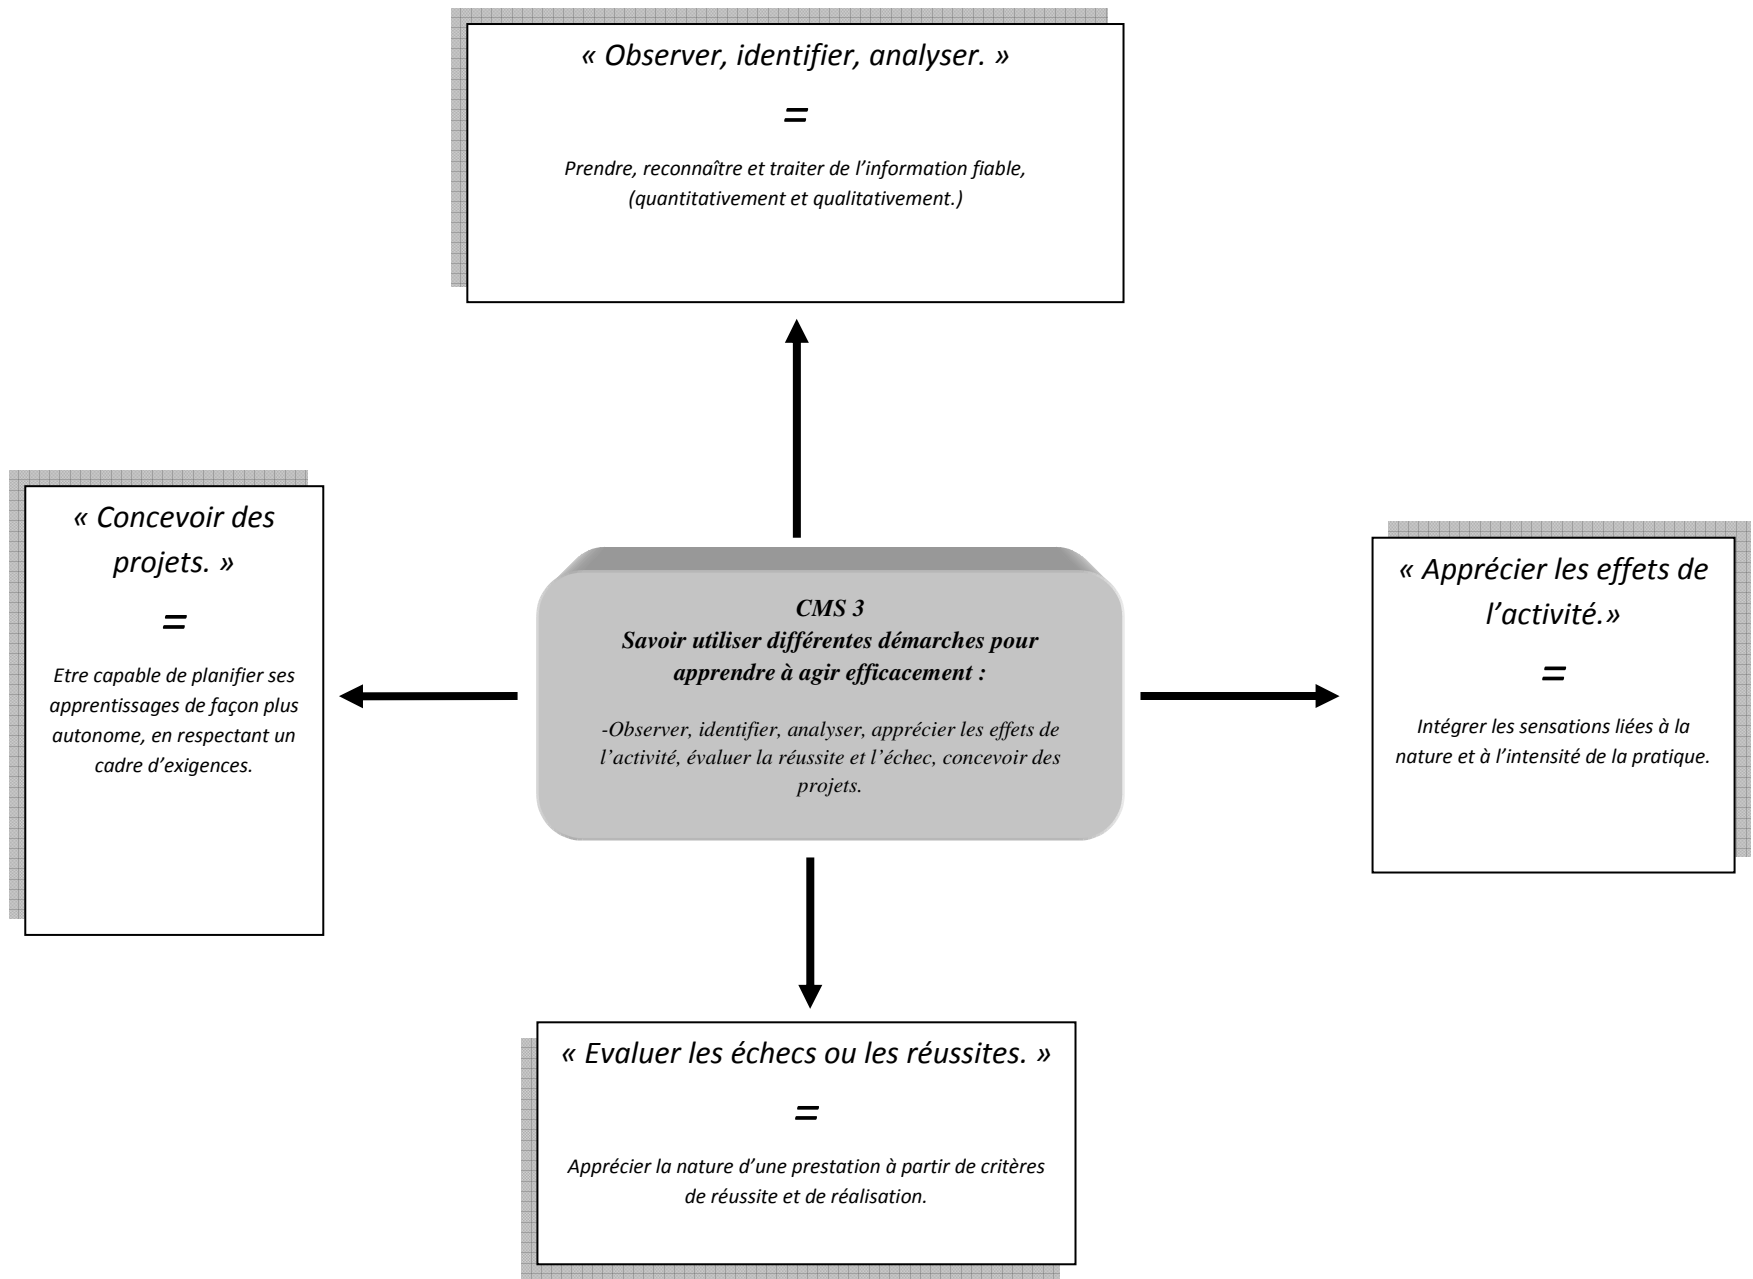 « Observer, identifier, analyser. »
=
Prendre, reconnaître et traiter de l’information fiable,
(quantitativement et qualitativement.)
« Concevoir des
projets. »
=
Etre capable de planifier ses
apprentissages de façon plus
autonome, en respectant un
cadre d’exigences.
CMS 3
Savoir utiliser différentes démarches pour
apprendre à agir efficacement :
-Observer, identifier, analyser, apprécier les effets de
l’activité, évaluer la réussite et l’échec, concevoir des
projets.
« Apprécier les effets de
l’activité.»
=
Intégrer les sensations liées à la
nature et à l’intensité de la pratique.
« Evaluer les échecs ou les réussites. »
=
Apprécier la nature d’une prestation à partir de critères
de réussite et de réalisation.